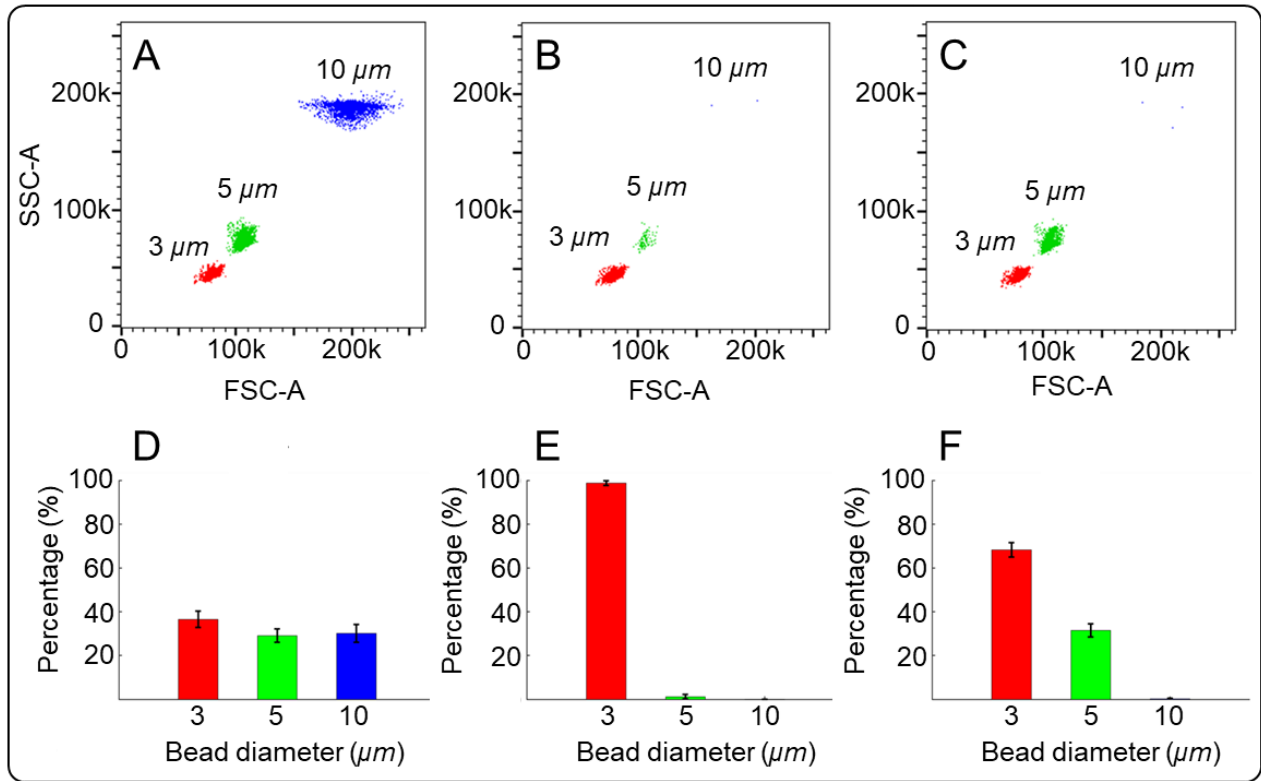 A
10 µm
5 µm
3 µm
SSC-A
200k
100k
0
0 100k 200k
FSC-A
B
10 µm
5 µm
3 µm
200k
100k
0
0 100k 200k
FSC-A
C
10 µm
5 µm
3 µm
200k
100k
0
0 100k 200k
FSC-A
D
Percentage (%)
100
80
60
40
20
3 5 10
Bead diameter (µm)
E
Percentage (%)
100
80
60
40
20
3 5 10
Bead diameter (µm)
F
Percentage (%)
100
80
60
40
20
3 5 10
Bead diameter (µm)